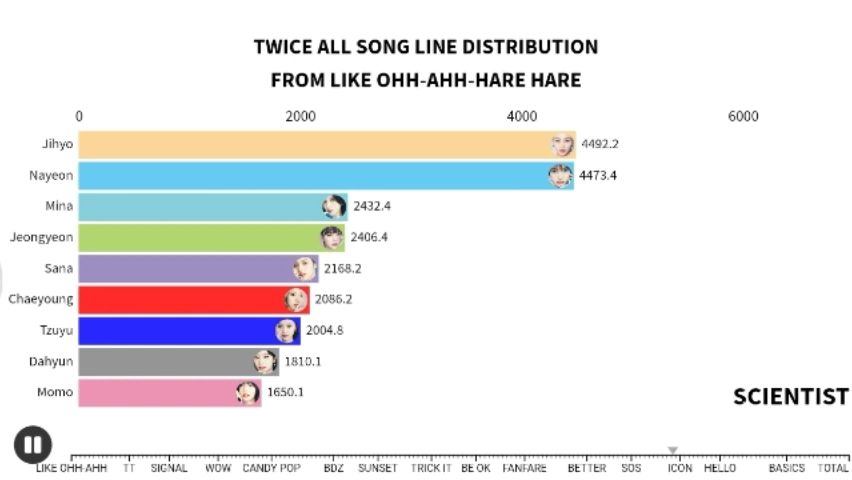 TWICE ALL SONG LINE DISTRIBUTION
FROM LIKE OHH-AHH-HARE HARE
0 2000 4000 6000
Jihyo 4492.2
Nayeon 4473.4
Mina 2432.4
Jeongyeon 2406.4
Sana 2168.2
Chaeyoung 2086.2
Tzuyu 2004.8
Dahyun 1810.1
Momo 1650.1
SCIENTIST
LIKE OHH-AHH TT SIGNAL WOW CANDY POP BDZ SUNSET TRICK IT BE OK FANFARE BETTER SOS ICON HELLO BASICS TOTAL